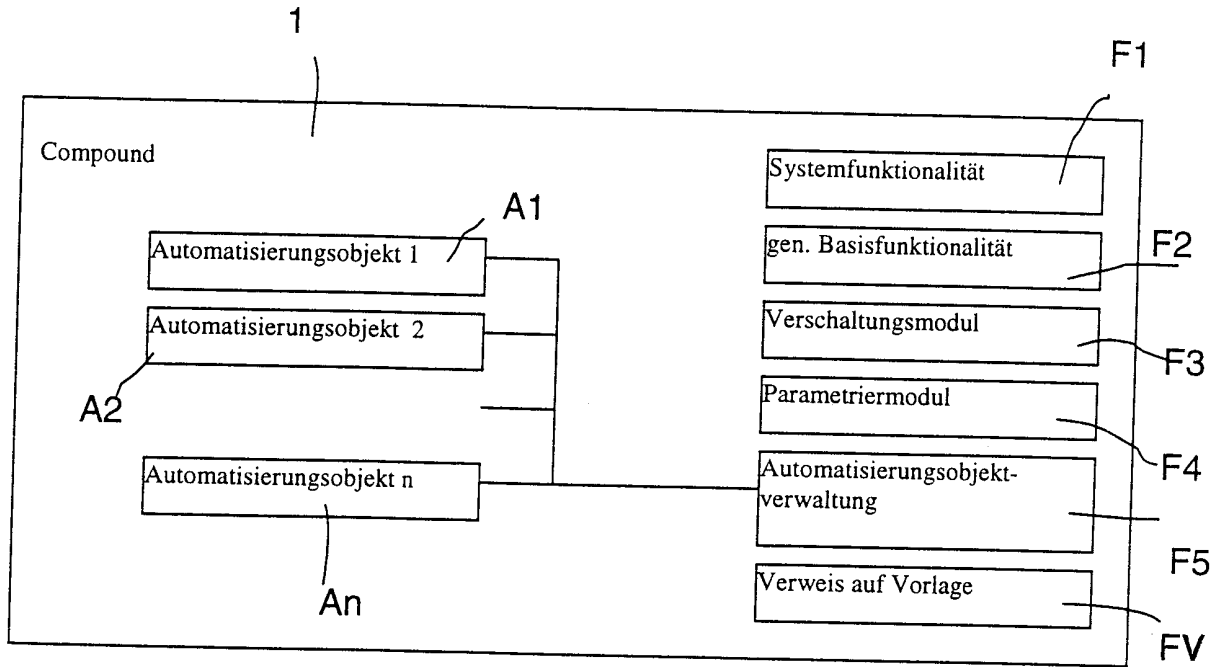 1
F1
Compound
Systemfunktionalität
A1
Automatisierungsobjekt 1
gen. Basisfunktionalität
F2
Automatisierungsobjekt 2
Verschaltungsmodul
F3
A2
Parametriermodul
F4
Automatisierungsobjekt n
Automatisierungsobjekt-
verwaltung
F5
An
Verweis auf Vorlage
FV